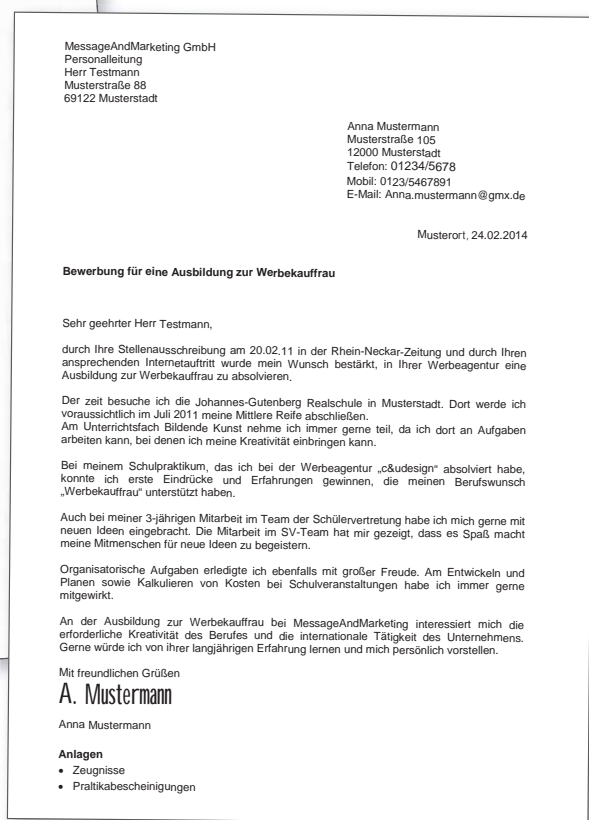 MessageAndMarketing GmbH
Personalleitung
Herr Testmann
Musterstraße 88
69122 Musterstadt
Anna Mustermann
Musterstraße 105
12000 Musterstadt
Telefon: 01234/5678
Mobil: 0123/5467891
E-Mail: Anna.mustermann@gmx.de
Musterort, 24.02.2014
Bewerbung für eine Ausbildung zur Werbekauffrau
Sehr geehrter Herr Testmann,
durch Ihre Stellenausschreibung am 20.02.11 in der Rhein-Neckar-Zeitung und durch Ihren
ansprechenden Internetauftritt wurde mein Wunsch bestärkt, in Ihrer Werbeagentur eine
Ausbildung zur Werbekauffrau zu absolvieren.
Der zeit besuche ich die Johannes-Gutenberg Realschule in Musterstadt. Dort werde ich
voraussichtlich im Juli 2011 meine Mittlere Reife abschließen.
Am Unterrichtsfach Bildende Kunst nehme ich immer gerne teil, da ich dort an Aufgaben
arbeiten kann, bei denen ich meine Kreativität einbringen kann.
Bei meinem Schulpraktikum, das ich bei der Werbeagentur „c&udesign" absolviert habe,
konnte ich erste Eindrücke und Erfahrungen gewinnen, die meinen Berufswunsch
„Werbekauffrau" unterstützt haben.
Auch bei meiner 3-jährigen Mitarbeit im Team der Schülervertretung habe ich mich gerne mit
neuen Ideen eingebracht. Die Mitarbeit im SV-Team hat mir gezeigt, dass es Spaß macht
meine Mitmenschen für neue Ideen zu begeistern.
Organisatorische Aufgaben erledigte ich ebenfalls mit großer Freude. Am Entwickeln und
Planen sowie Kalkulieren von Kosten bei Schulveranstaltungen habe ich immer gerne
mitgewirkt.
An der Ausbildung zur Werbekauffrau bei MessageAndMarketing interessiert mich die
erforderliche Kreativität des Berufes und die internationale Tätigkeit des Unternehmens.
Gerne würde ich von ihrer langjährigen Erfahrung lernen und mich persönlich vorstellen.
Mit freundlichen Grüßen
A. Mustermann
Anna Mustermann
Anlagen
• Zeugnisse
• Praltikabescheinigungen